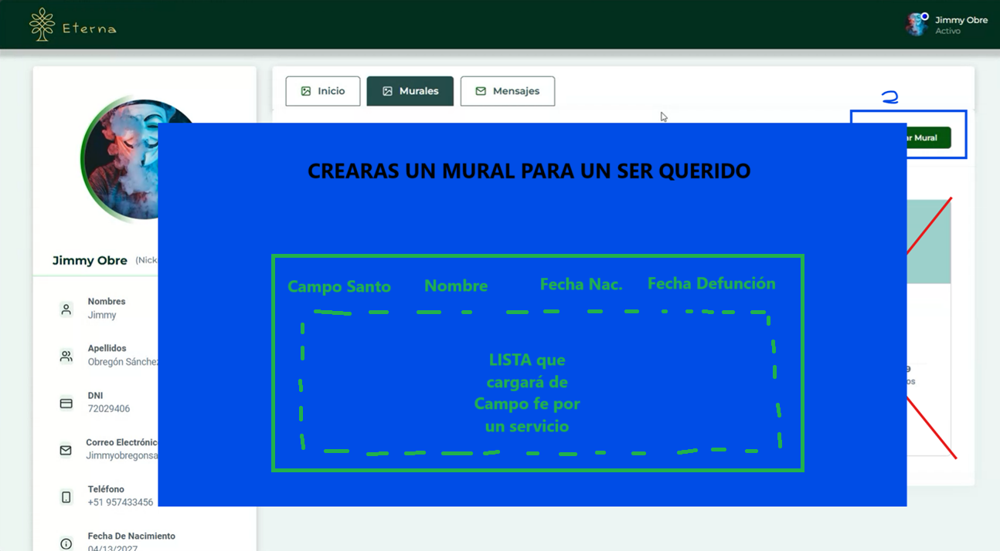 Eterna
Jimmy Obre
Activo
Inicio
Murales
Mensajes
2
Mural
CREARAS UN MURAL PARA UN SER QUERIDO
Jimmy Obre (Nick
Campo Santo Nombre Fecha Nac. Fecha Defunción
LISTA que
cargará de
Campo fe por
un servicio
Nombres
Jimmy
Apellidos
Obregón Sánchez
DNI
72029406
Correo Electrónic
Jimmyobregonsa
Teléfono
+51 957433456
Fecha De Nacimiento
04/13/2027